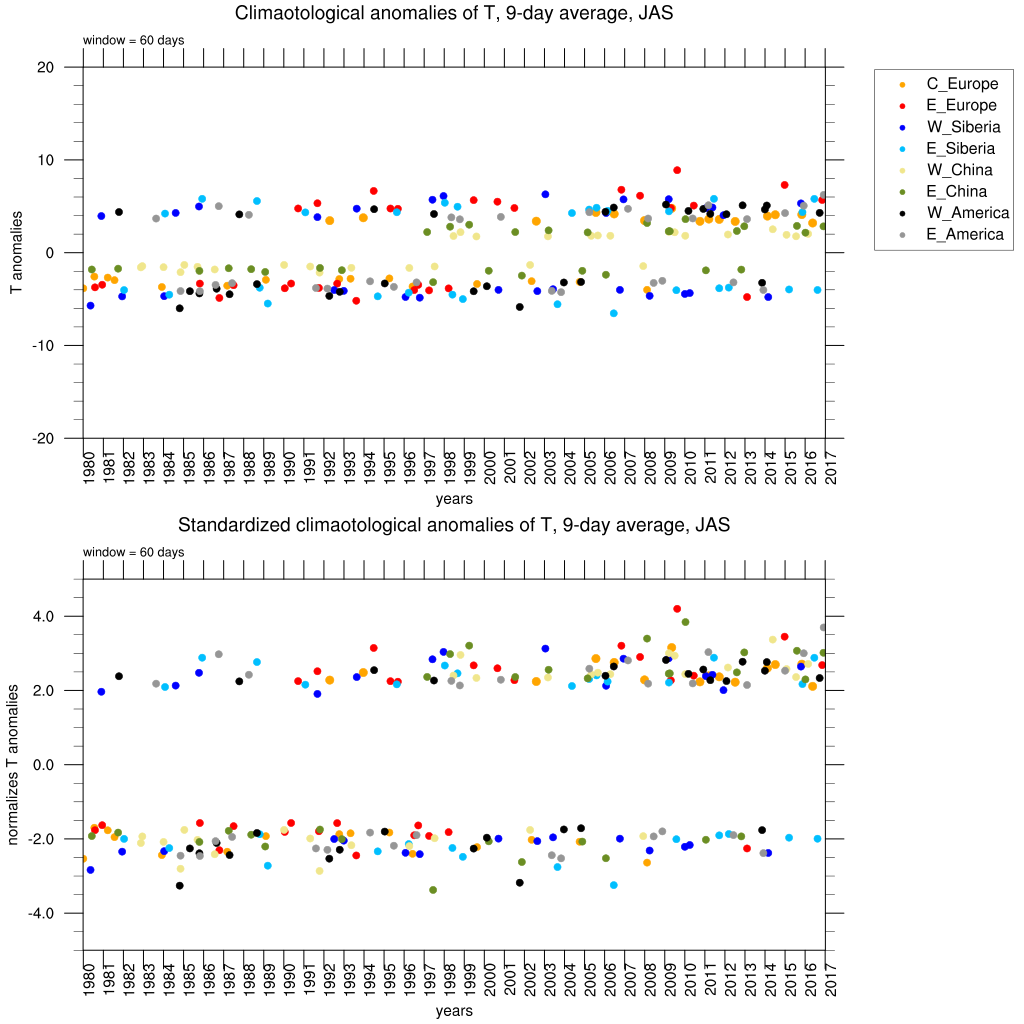 Climaotological anomalies of T, 9-day average, JAS
window = 60 days
20
10
0
-10
-20
T anomalies
1980 1981 1982 1983 1984 1985 1986 1987 1988 1989 1990 1991 1992 1993 1994 1995 1996 1997 1998 1999 2000 2001 2002 2003 2004 2005 2006 2007 2008 2009 2010 2011 2012 2013 2014 2015 2016 2017
years
C_Europe
E_Europe
W_Siberia
E_Siberia
W_China
E_China
W_America
E_America
Standardized climaotological anomalies of T, 9-day average, JAS
window = 60 days
4.0
2.0
0.0
-2.0
-4.0
normalizes T anomalies
1980 1981 1982 1983 1984 1985 1986 1987 1988 1989 1990 1991 1992 1993 1994 1995 1996 1997 1998 1999 2000 2001 2002 2003 2004 2005 2006 2007 2008 2009 2010 2011 2012 2013 2014 2015 2016 2017
years